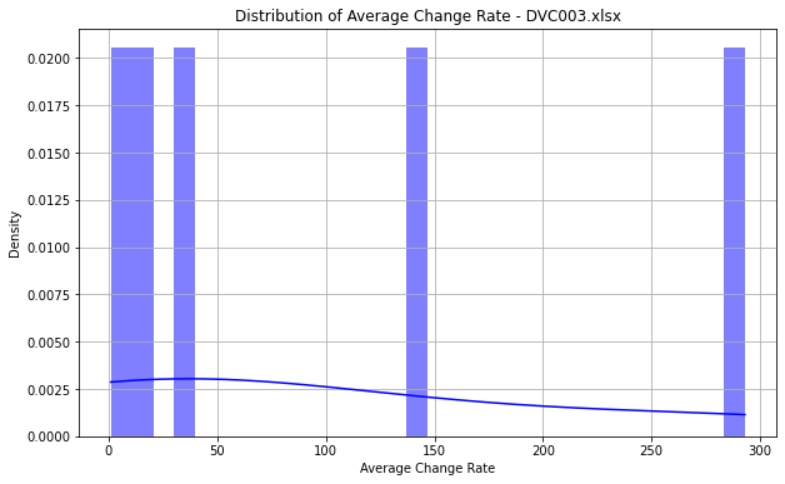 Distribution of Average Change Rate - DVC003.xlsx
0.0200
0.0175
0.0150
0.0125
0.0100
0.0075
0.0050
0.0025
0.0000
Density
0 50 100 150 200 250 300
Average Change Rate